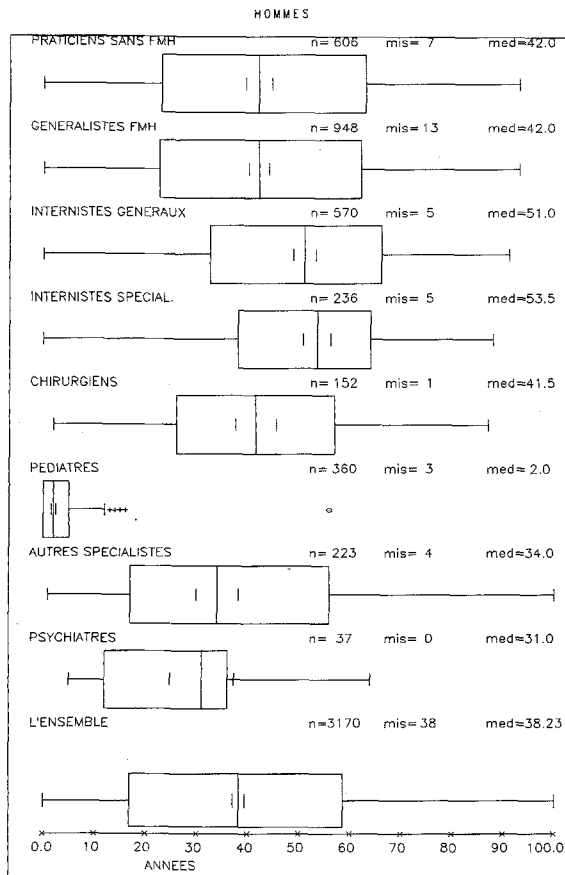 HOMMES
PRATICIENS SANS FMH n= 606 mis= 7 med=42.0
GENERALISTES FMH n= 948 mis= 13 med=42.0
INTERNISTES GENERAUX n= 570 mis= 5 med=51.0
INTERNISTES SPECIAL. n= 236 mis= 5 med=53.5
CHIRURGIENS n= 152 mis= 1 med=41.5
PEDIATRES n= 360 mis= 3 med= 2.0
AUTRES SPECIALISTES n= 223 mis= 4 med=34.0
PSYCHIATRES n= 37 mis= 0 med=31.0
L'ENSEMBLE n=3170 mis= 38 med=38.23
0.0 10 20 30 40 50 60 70 80 90 100.0
ANNEES